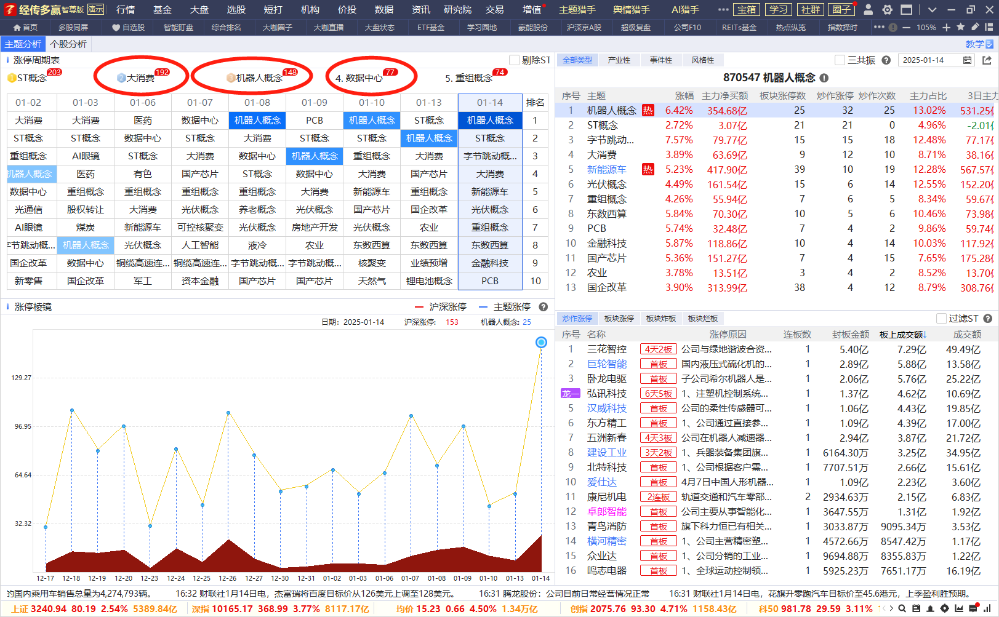 经传多赢 智尊版 演示 行情 基金 大盘 选股 短打 机构 价投 数据 资讯 研究院 交易 增值 主题猎手 舆情猎手 AI猎手 ••• 宝箱 学习 社群 圈子
首页 多股同屏 自选股 智能盯盘 综合排名 大咖圈子 大咖直播 大盘状态 ETF基金 学习园地 豪能股份 沪深京A股 超级复盘 公司F10 REITs基金 热点纵览 指数择时 ••• 105%
主题分析 个股分析 教学
涨停周期表 剔除ST
1 ST概念 203 2 大消费 192 3 机器人概念 148 4. 数据中心 77 5. 重组概念 74
01-02 01-03 01-06 01-07 01-08 01-09 01-10 01-13 01-14 排名
大消费 大消费 医药 数据中心 机器人概念 PCB 机器人概念 ST概念 机器人概念 1
ST概念 ST概念 数据中心 ST概念 大消费 ST概念 ST概念 机器人概念 ST概念 2
重组概念 AI眼镜 ST概念 大消费 数据中心 机器人概念 重组概念 大消费 字节跳动概... 3
机器人概念 医药 有色 国产芯片 ST概念 数据中心 大消费 国产芯片 大消费 4
数据中心 重组概念 重组概念 重组概念 重组概念 大消费 新能源车 重组概念 新能源车 5
光通信 股权转让 大消费 光伏概念 养老概念 光伏概念 国产芯片 国企改革 光伏概念 6
AI眼镜 煤炭 新能源车 可控核聚变 光伏概念 房地产开发 光伏概念 农业 重组概念 7
字节跳动概... 机器人概念 光伏概念 人工智能 液冷 农业 东数西算 东数西算 东数西算 8
国企改革 数据中心 铜缆高速连... 铜缆高速连... 字节跳动概... 字节跳动概... 核聚变 业绩预增 金融科技 9
新零售 国企改革 军工 资本金融 国产芯片 国产芯片 天然气 锂电池概念 PCB 10
涨停棱镜 沪深涨停 主题涨停
日期: 2025-01-14 沪深涨停: 153 机器人概念: 25
129.27
96.95
64.64
32.32
12-17 12-18 12-19 12-20 12-23 12-24 12-25 12-26 12-27 12-30 12-31 01-02 01-03 01-06 01-07 01-08 01-09 01-10 01-13 01-14
全部类型 产业性 事件性 风格性 三共振 2025-01-14
870547 机器人概念
序号 主题 涨幅 主力净买额 板块涨停数 炒作涨停 炒作次数 主力占比 3日主力
1 机器人概念 热 6.42% 354.68亿 25 32 25 13.02% 531.25亿
2 ST概念 2.72% 3.07亿 21 21 0 4.96% -2.01亿
3 字节跳动... 7.57% 79.77亿 15 15 18 12.48% 77.17亿
4 大消费 3.89% 63.69亿 9 12 10 8.71% 38.16亿
5 新能源车 热 5.23% 417.90亿 39 10 19 12.28% 567.57亿
6 光伏概念 4.49% 161.54亿 15 6 14 12.55% 152.20亿
7 重组概念 4.26% 55.94亿 7 6 5 8.34% 59.67亿
8 东数西算 5.84% 70.30亿 10 5 6 10.46% 73.98亿
9 PCB 5.74% 32.48亿 7 4 2 9.86% 59.74亿
10 金融科技 5.87% 118.86亿 10 4 14 10.03% 117.92亿
11 国产芯片 5.36% 151.27亿 7 4 15 7.65% 175.28亿
12 农业 3.78% 13.51亿 3 4 2 8.52% 13.70亿
13 国企改革 3.90% 313.99亿 38 4 12 8.79% 308.76亿
炒作涨停 板块涨停 板块炸板 板块烂板 过滤ST
序号 名称 涨停原因 连板数 封板金额 板上成交额↓ 成交额
1 三花智控 4天2板 公司与绿地谐波合资... 1 5.40亿 7.29亿 49.49亿
2 巨轮智能 首板 国内液压式硫化机的... 1 2.89亿 5.88亿 13.58亿
3 卧龙电驱 首板 子公司希尔机器人是... 1 2.06亿 5.76亿 25.22亿
龙一 弘讯科技 6天5板 1、注塑机控制系统... 1 1.37亿 4.62亿 10.69亿
5 汉威科技 首板 公司的柔性传感器可... 1 1.06亿 4.43亿 19.85亿
6 东方精工 首板 1、公司通过直接参... 1 1.09亿 4.39亿 17.00亿
7 五洲新春 4天3板 公司在机器人减速器... 1 2.94亿 3.87亿 21.72亿
8 建设工业 3天2板 1、兵器装备集团旗... 1 6164.30万 3.25亿 34.95亿
9 北特科技 首板 1、公司根据客户需... 1 7707.51万 2.66亿 15.61亿
10 爱仕达 首板 4月7日中国人形机器... 1 1.09亿 2.23亿 3.60亿
11 康尼机电 2连板 轨道交通和汽车零部... 2 2934.63万 2.15亿 6.83亿
12 卓郎智能 首板 公司主要从事智能化... 1 3647.55万 1.31亿 1.92亿
13 青鸟消防 首板 旗下科力恒已有相关... 1 3033.87万 9095.34万 3.53亿
14 横河精密 首板 1、公司主营精密塑... 1 4572.66万 8547.42万 1.17亿
15 众业达 首板 1、公司分销的工业... 1 9694.88万 8355.83万 1.22亿
16 鸣志电器 首板 1、全球运动控制领... 1 5925.23万 7651.17万 16.19亿
的国内乘用车销售总量为4,274,793辆。 16:32 财联社1月14日电，杰富瑞将百度目标价从126美元上调至128美元。 16:31 腾龙股份：公司目前日常经营情况正常 16:31 财联社1月14日电，花旗升零跑汽车目标价至45.6港元，上季盈利胜预期。
上证 3240.94 80.19 2.54% 5389.84亿 深指 10165.17 368.99 3.77% 8117.17亿 均价 15.23 0.66 4.50% 1.34万亿 创指 2075.76 93.30 4.71% 1158.43亿 科50 981.78 29.59 3.11%